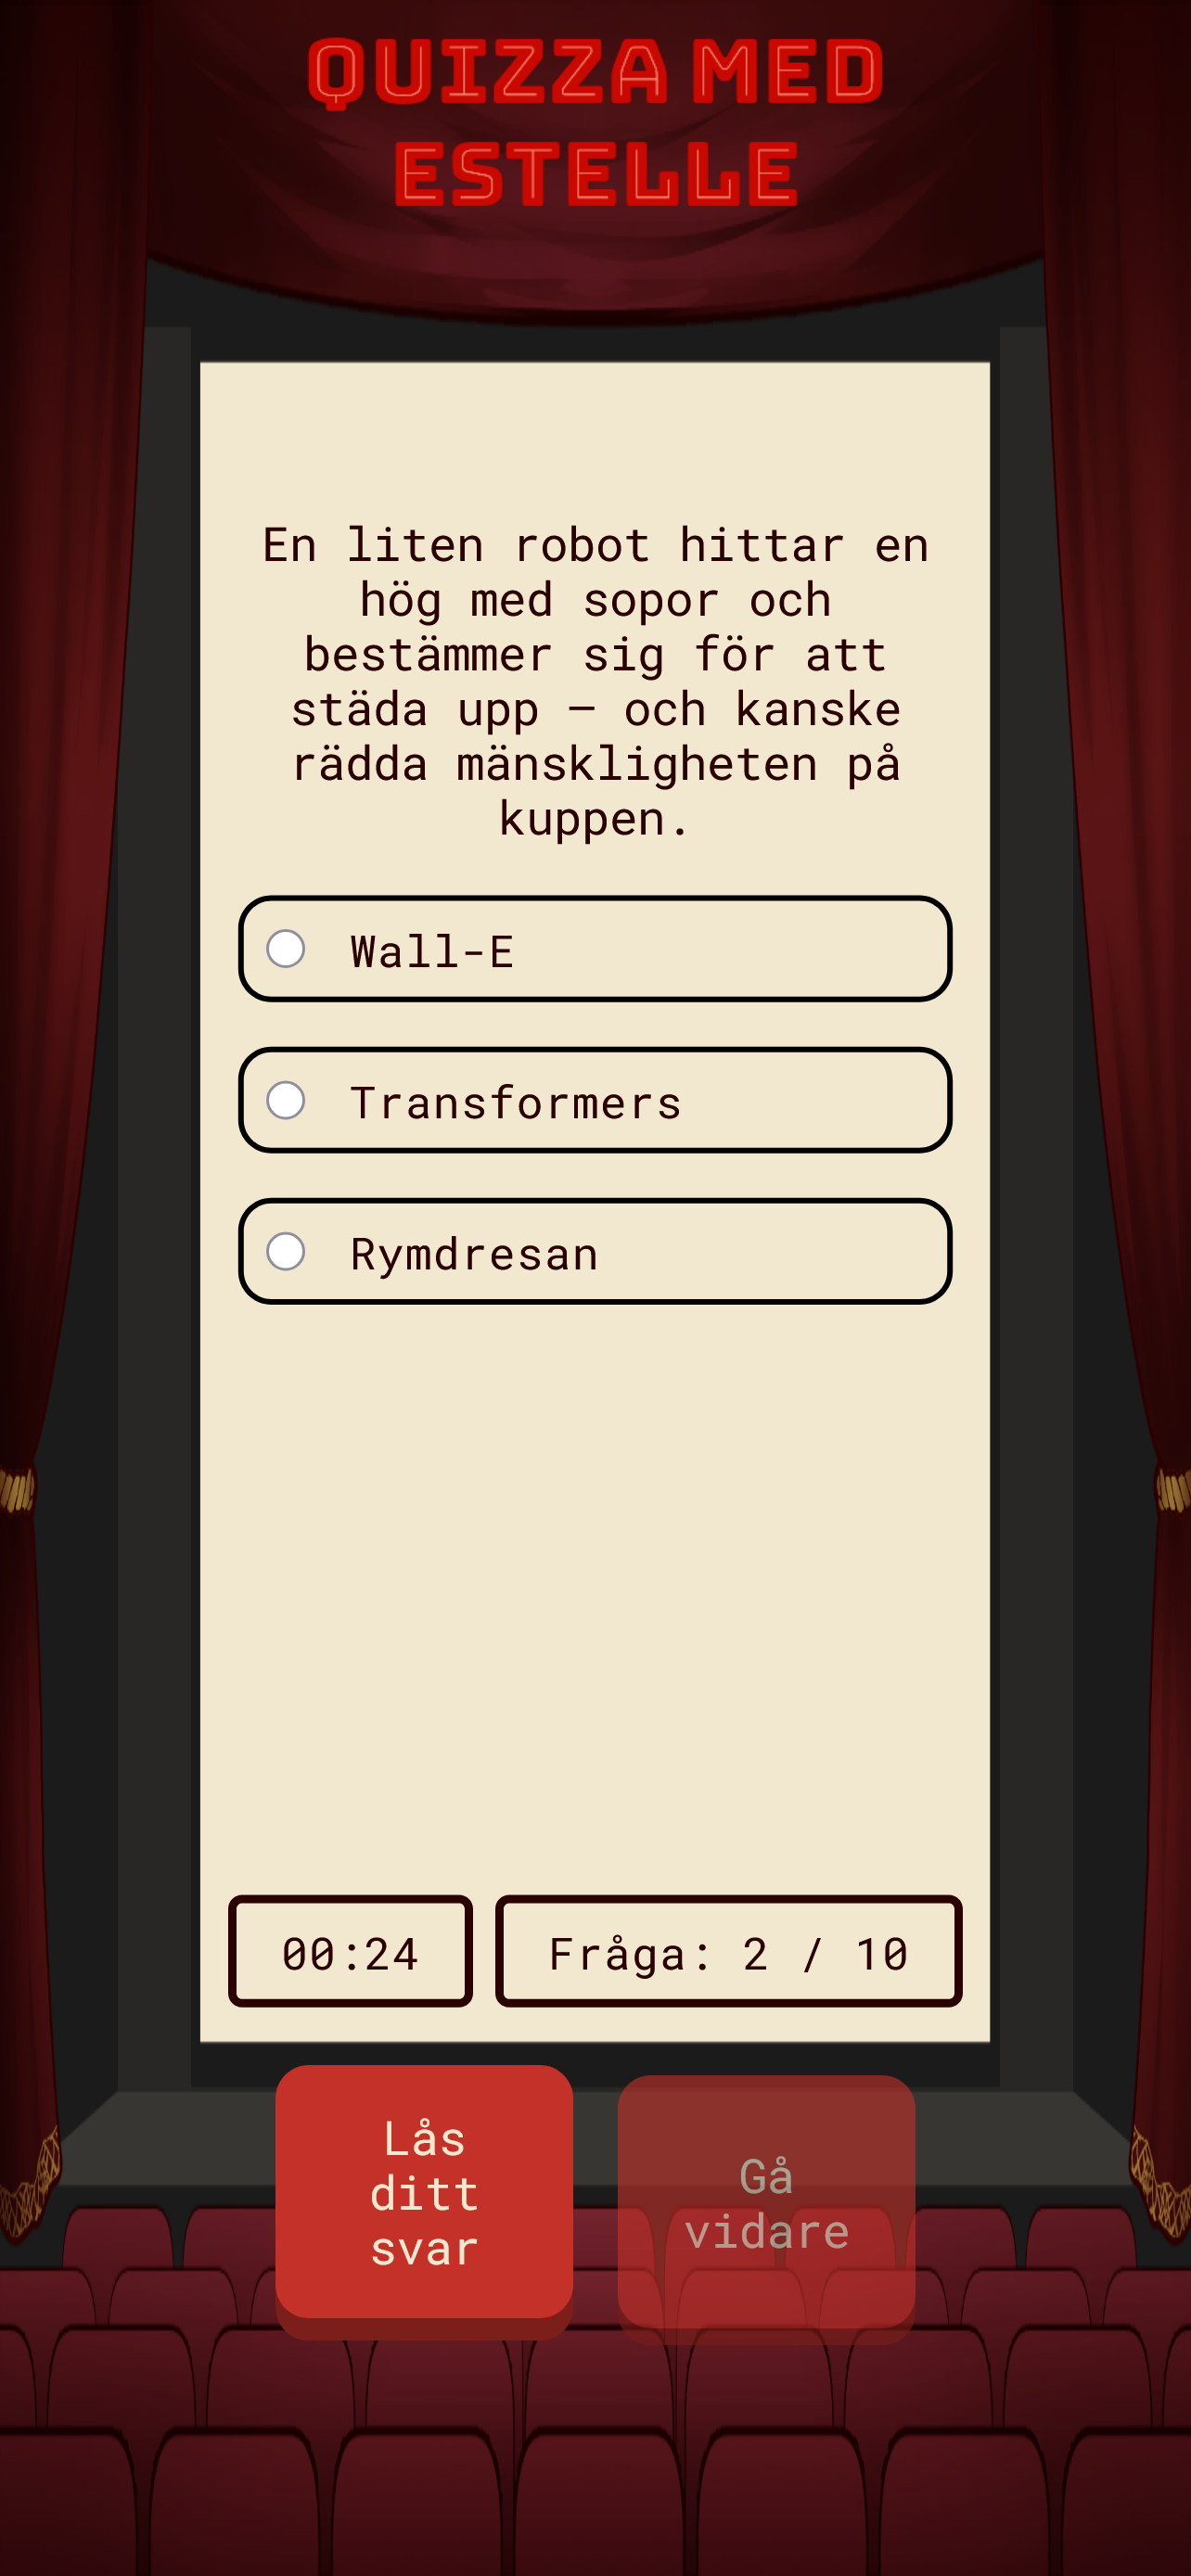 QUIZZA MED
ESTELLE
En liten robot hittar en
hög med sopor och
bestämmer sig för att
städa upp – och kanske
rädda mänskligheten på
kuppen.
Wall-E
Transformers
Rymdresan
00:24
Fråga: 2 / 10
Lås
ditt
svar
Gå
vidare